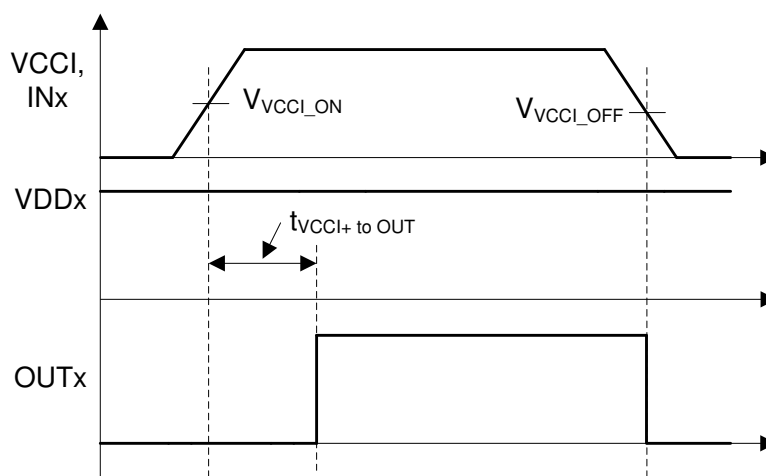 VCCI,
INx
VVCCI_ON
VVCCI_OFF
VDDx
tVCCI+ to OUT
OUTx